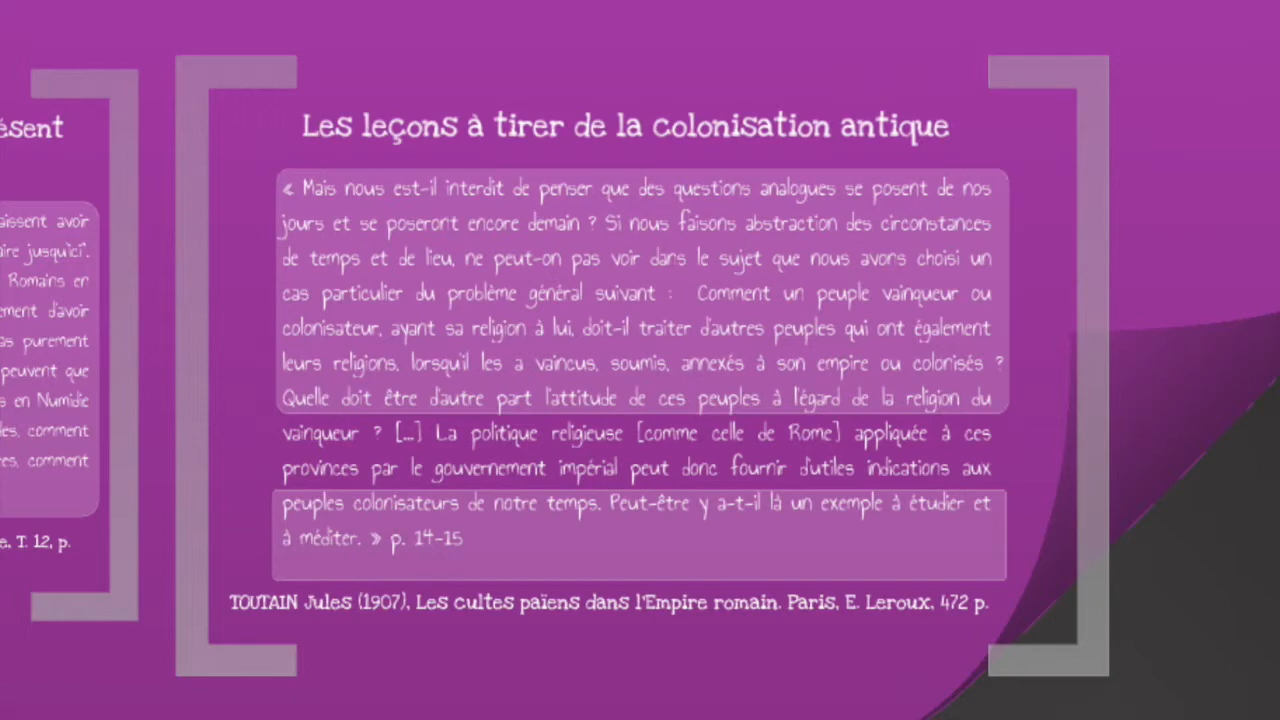 ésent
aissent avoir
aire jusqu'ici".
Romains en
ement d'avoir
as purement
peuvent que
s en Numidie
les, comment
ces, comment
e, T. 12, p.
Les leçons à tirer de la colonisation antique
« Mais nous est-il interdit de penser que des questions analogues se posent de nos
jours et se poseront encore demain ? Si nous faisons abstraction des circonstances
de temps et de lieu, ne peut-on pas voir dans le sujet que nous avons choisi un
cas particulier du problème général suivant : Comment un peuple vainqueur ou
colonisateur, ayant sa religion à lui, doit-il traiter d'autres peuples qui ont également
leurs religions, lorsqu'il les a vaincus, soumis, annexés à son empire ou colonisés ?
Quelle doit être d'autre part l'attitude de ces peuples à l'égard de la religion du
vainqueur ? [...] La politique religieuse [comme celle de Rome] appliquée à ces
provinces par le gouvernement impérial peut donc fournir d'utiles indications aux
peuples colonisateurs de notre temps. Peut-être y a-t-il là un exemple à étudier et
à méditer. » p. 14-15
TOUTAIN Jules (1907), Les cultes païens dans l'Empire romain. Paris, E. Leroux, 472 p.